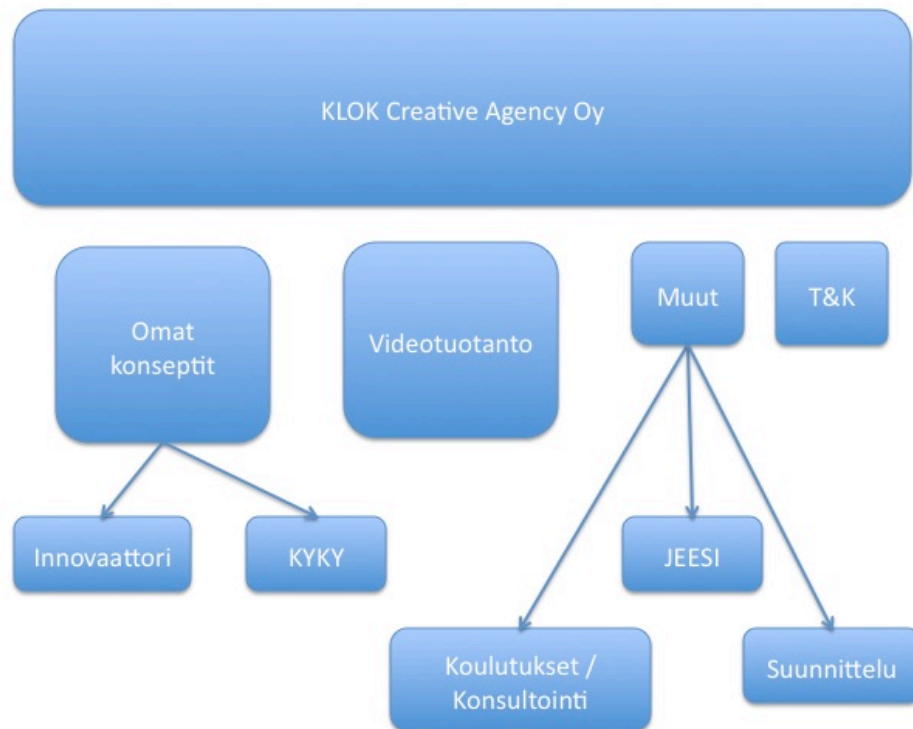 KLOK Creative Agency Oy
Omat
konseptit
Videotuotanto
Muut
T&K
Innovaattori
KYKY
JEESI
Koulutukset /
Konsultointi
Suunnittelu